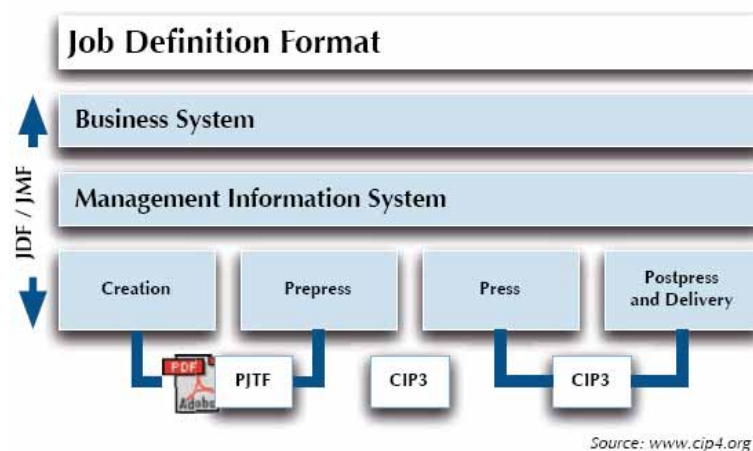 Job Definition Format
Business System
Management Information System
JDF / JMF
Creation
Prepress
Press
Postpress
and Delivery
PDF
Adobe
PJTF
CIP3
CIP3
Source: www.cip4.org